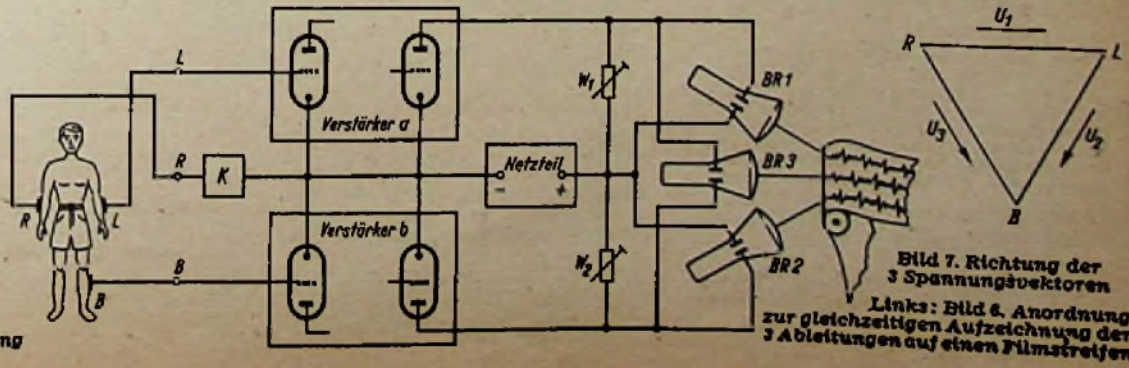 L
R
K
R
L
B
B
Verstärker a
Verstärker b
Netzteil
- +
W₁
W₂
BR1
BR3
BR2
U₁
R
L
U₃
U₂
B
Bild 7. Richtung der
3 Spannungsvektoren
Links: Bild 6. Anordnung
zur gleichzeitigen Aufzeichnung der
3 Ableitungen auf einen Filmstreifen
ng